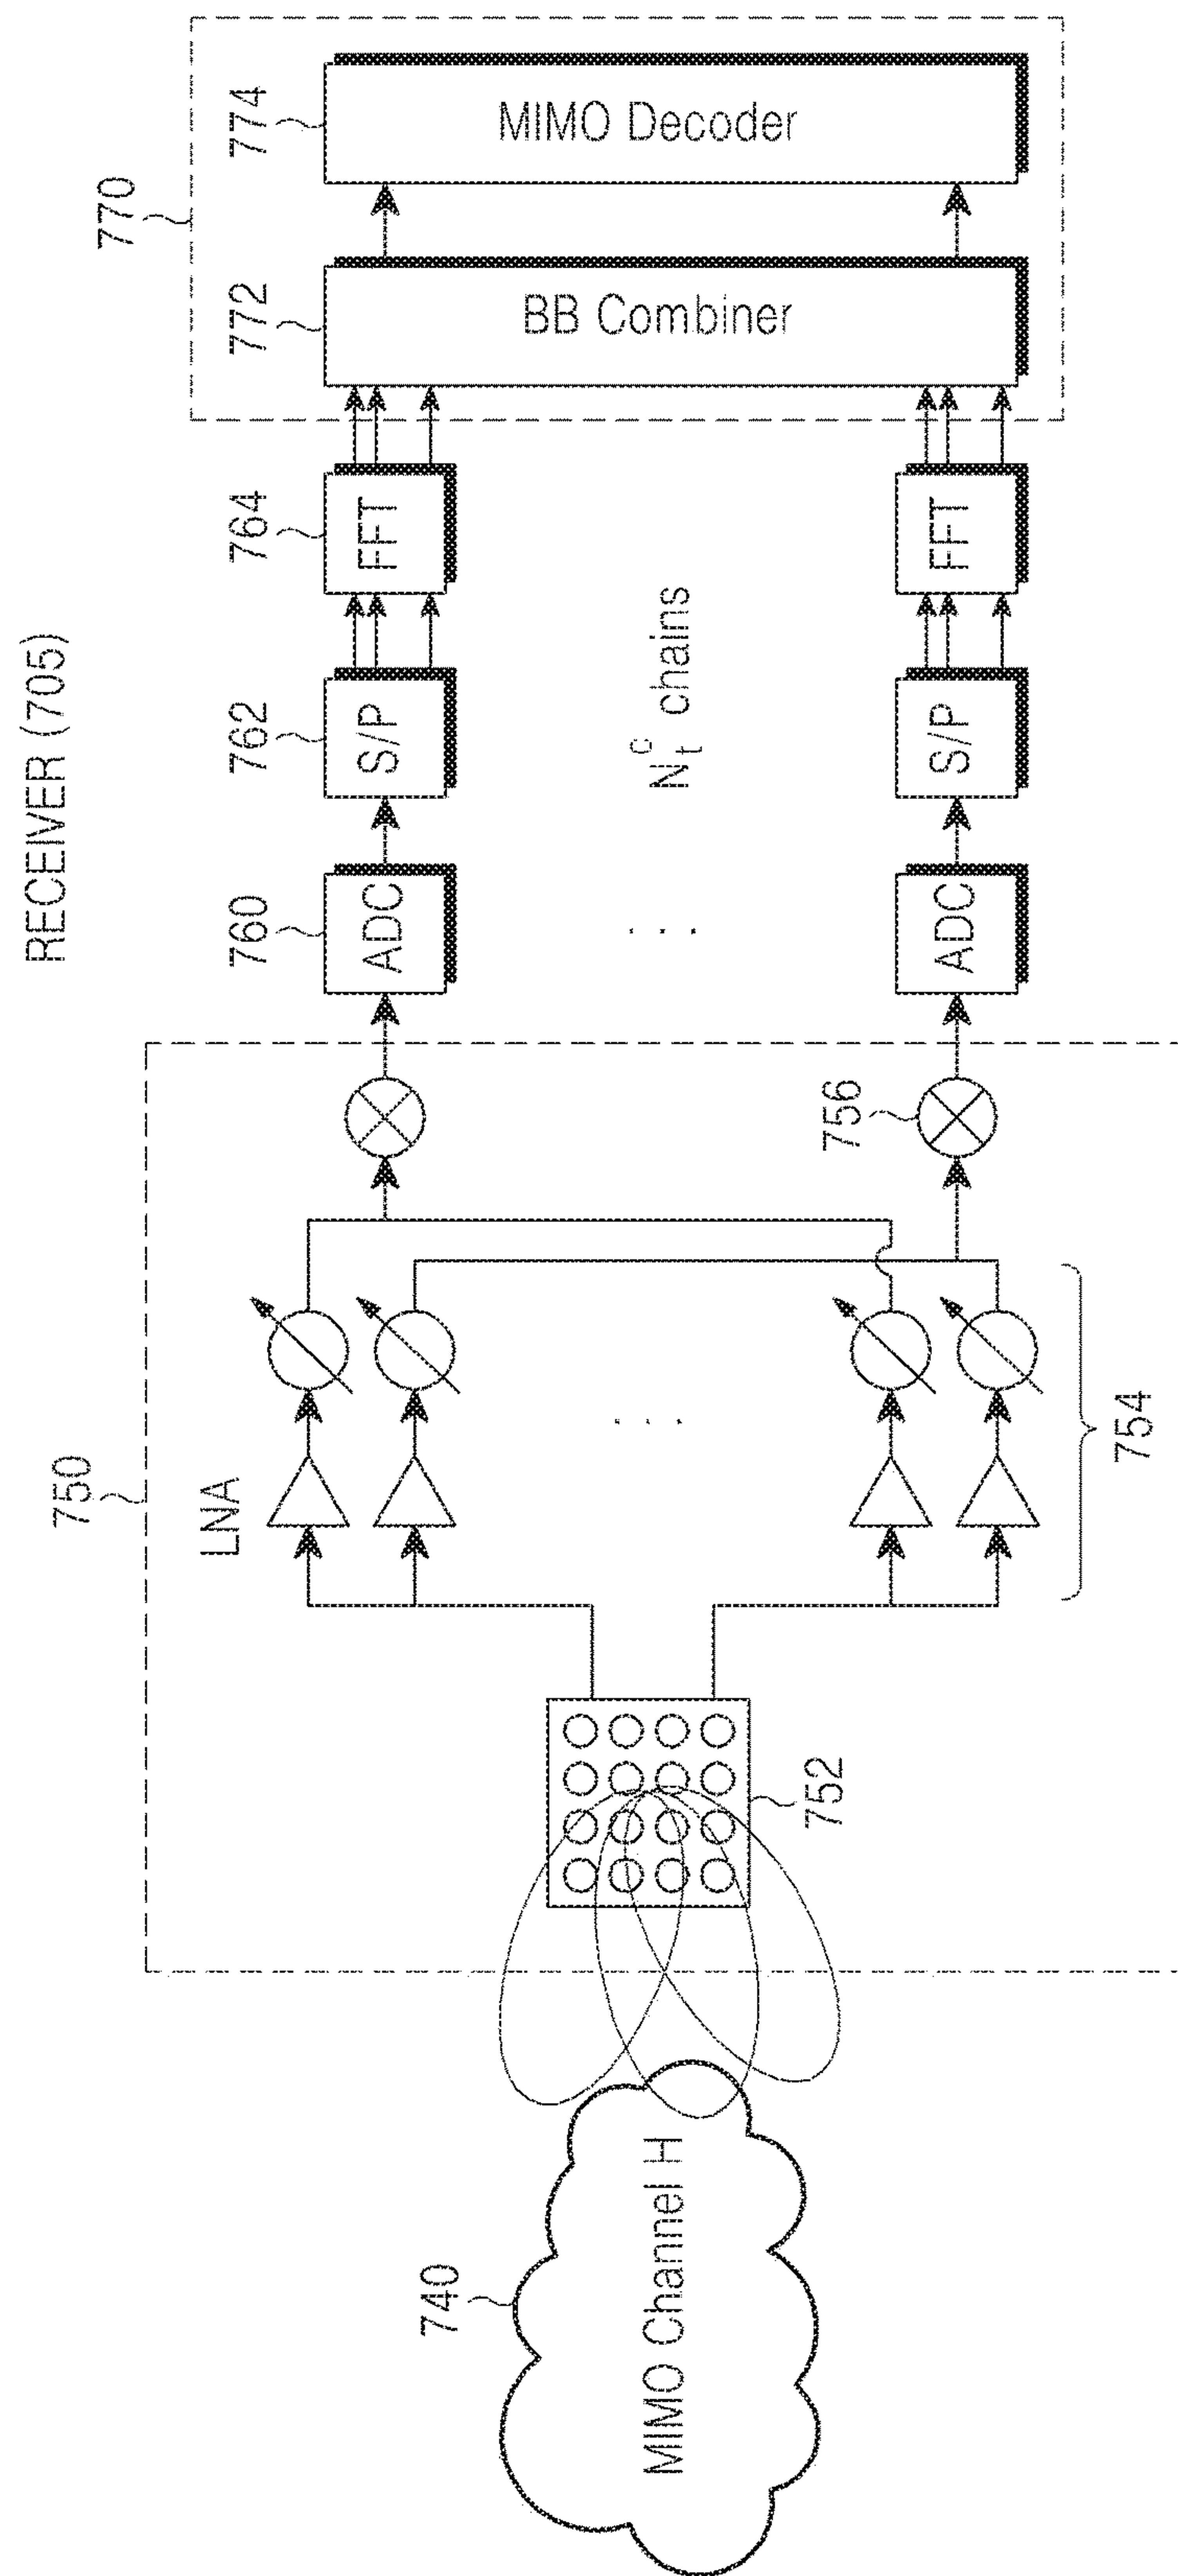 RECEIVER (705)
740
MIMO Channel H
750
752
LNA
754
756
760
ADC
762
S/P
764
FFT
. . .
. . .
N_t^c chains
ADC
S/P
FFT
770
772
BB Combiner
774
MIMO Decoder